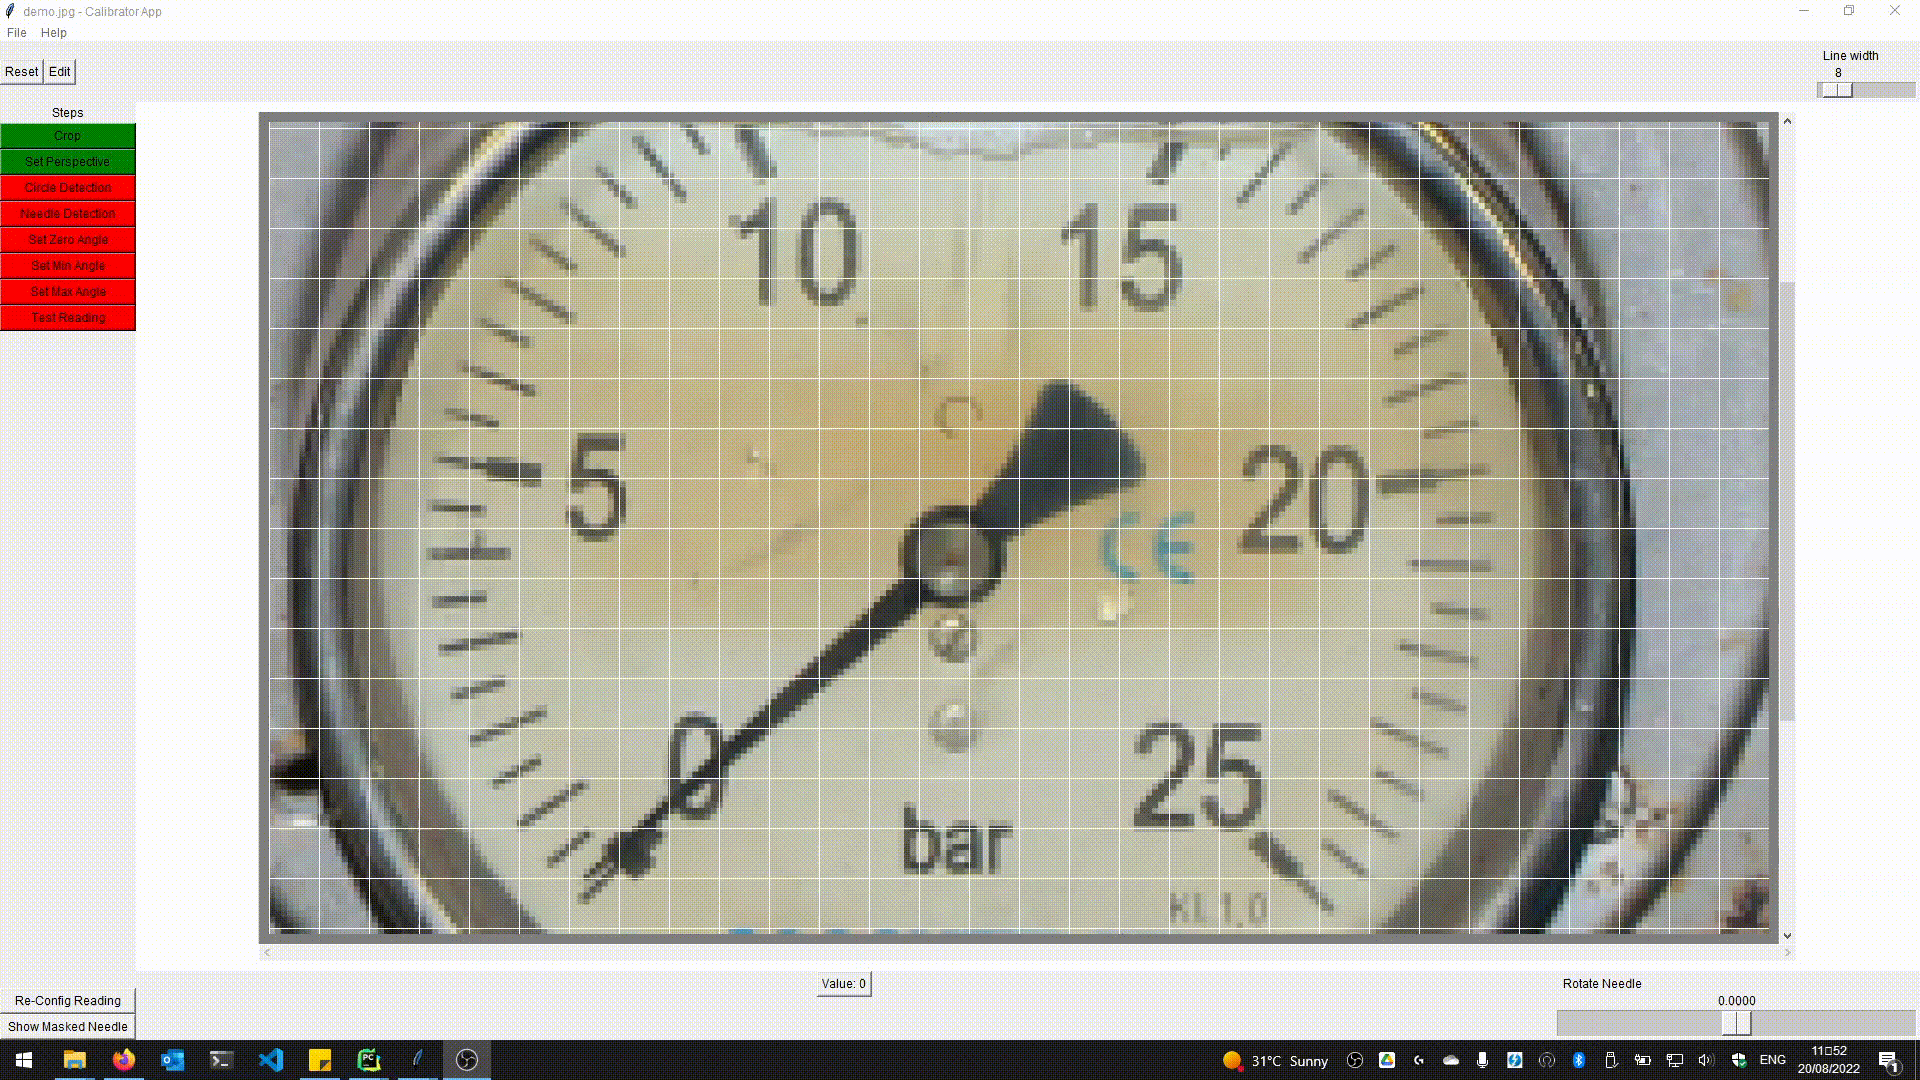 demo.jpg - Calibrator App
File Help
Reset Edit
Line width
8
Steps
Crop
Set Perspective
Circle Detection
Needle Detection
Set Zero Angle
Set Min Angle
Set Max Angle
Test Reading
10 15
5 20
CE
0 25
bar
KL 1.0
Value: 0
Rotate Needle
0.0000
Re-Config Reading
Show Masked Needle
31°C Sunny
ENG
11□52
20/08/2022
1